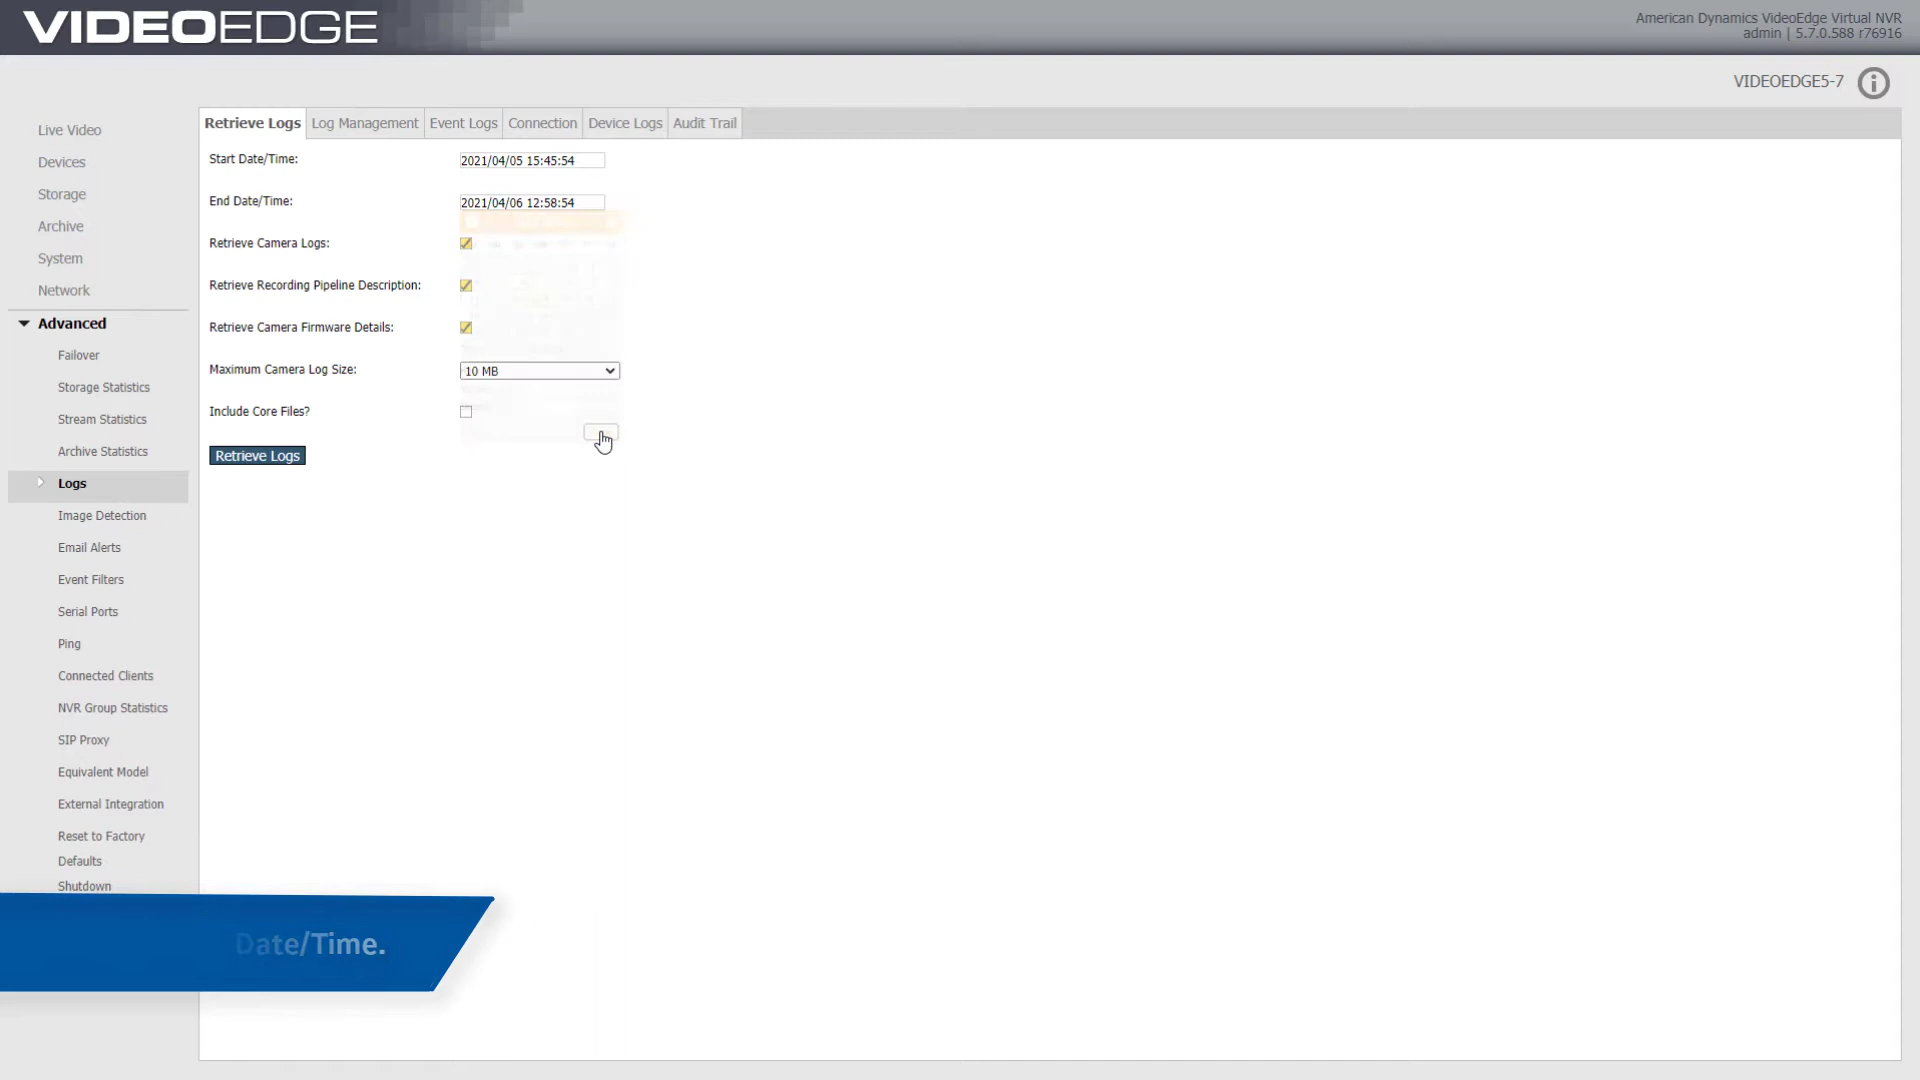 VIDEOEDGE
American Dynamics VideoEdge Virtual NVR
admin | 5.7.0.588 r76916
VIDEOEDGE5-7
Live Video
Devices
Storage
Archive
System
Network
Advanced
Failover
Storage Statistics
Stream Statistics
Archive Statistics
Logs
Image Detection
Email Alerts
Event Filters
Serial Ports
Ping
Connected Clients
NVR Group Statistics
SIP Proxy
Equivalent Model
External Integration
Reset to Factory
Defaults
Shutdown
Retrieve Logs Log Management Event Logs Connection Device Logs Audit Trail
Start Date/Time: 2021/04/05 15:45:54
End Date/Time: 2021/04/06 12:58:54
Retrieve Camera Logs:
Retrieve Recording Pipeline Description:
Retrieve Camera Firmware Details:
Maximum Camera Log Size: 10 MB
Include Core Files?
Retrieve Logs
Date/Time.